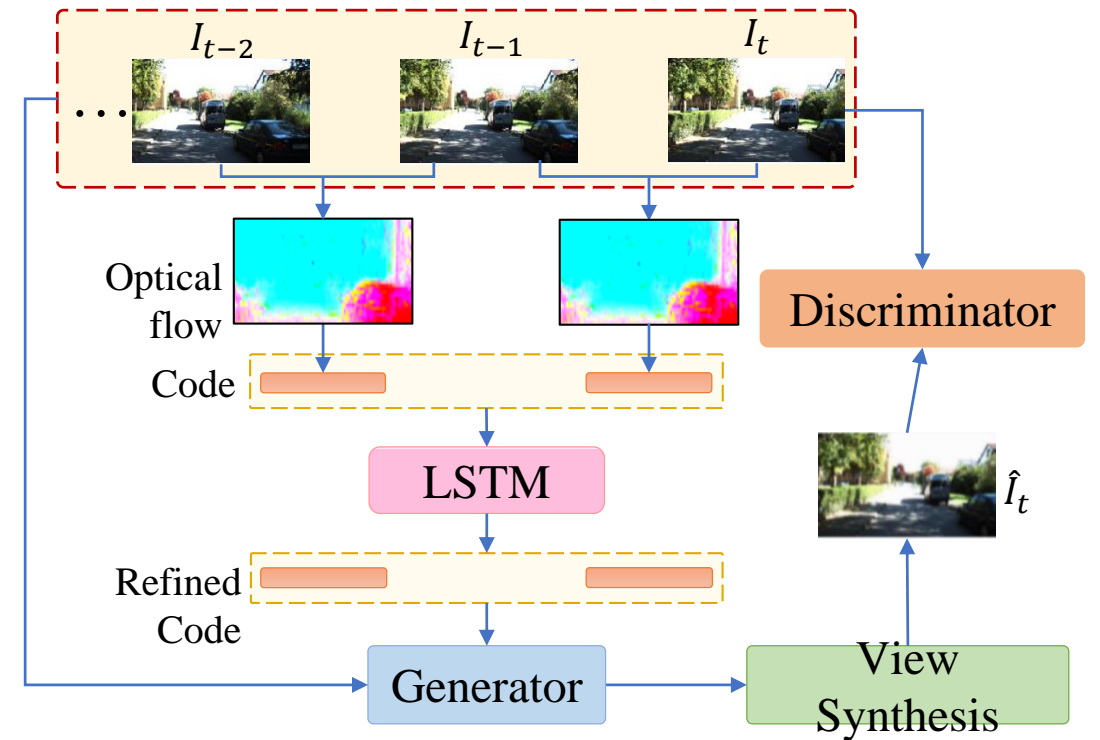 I_{t−2}
I_{t−1}
I_t
...
Optical
flow
Discriminator
Code
LSTM
Î_t
Refined
Code
Generator
View
Synthesis